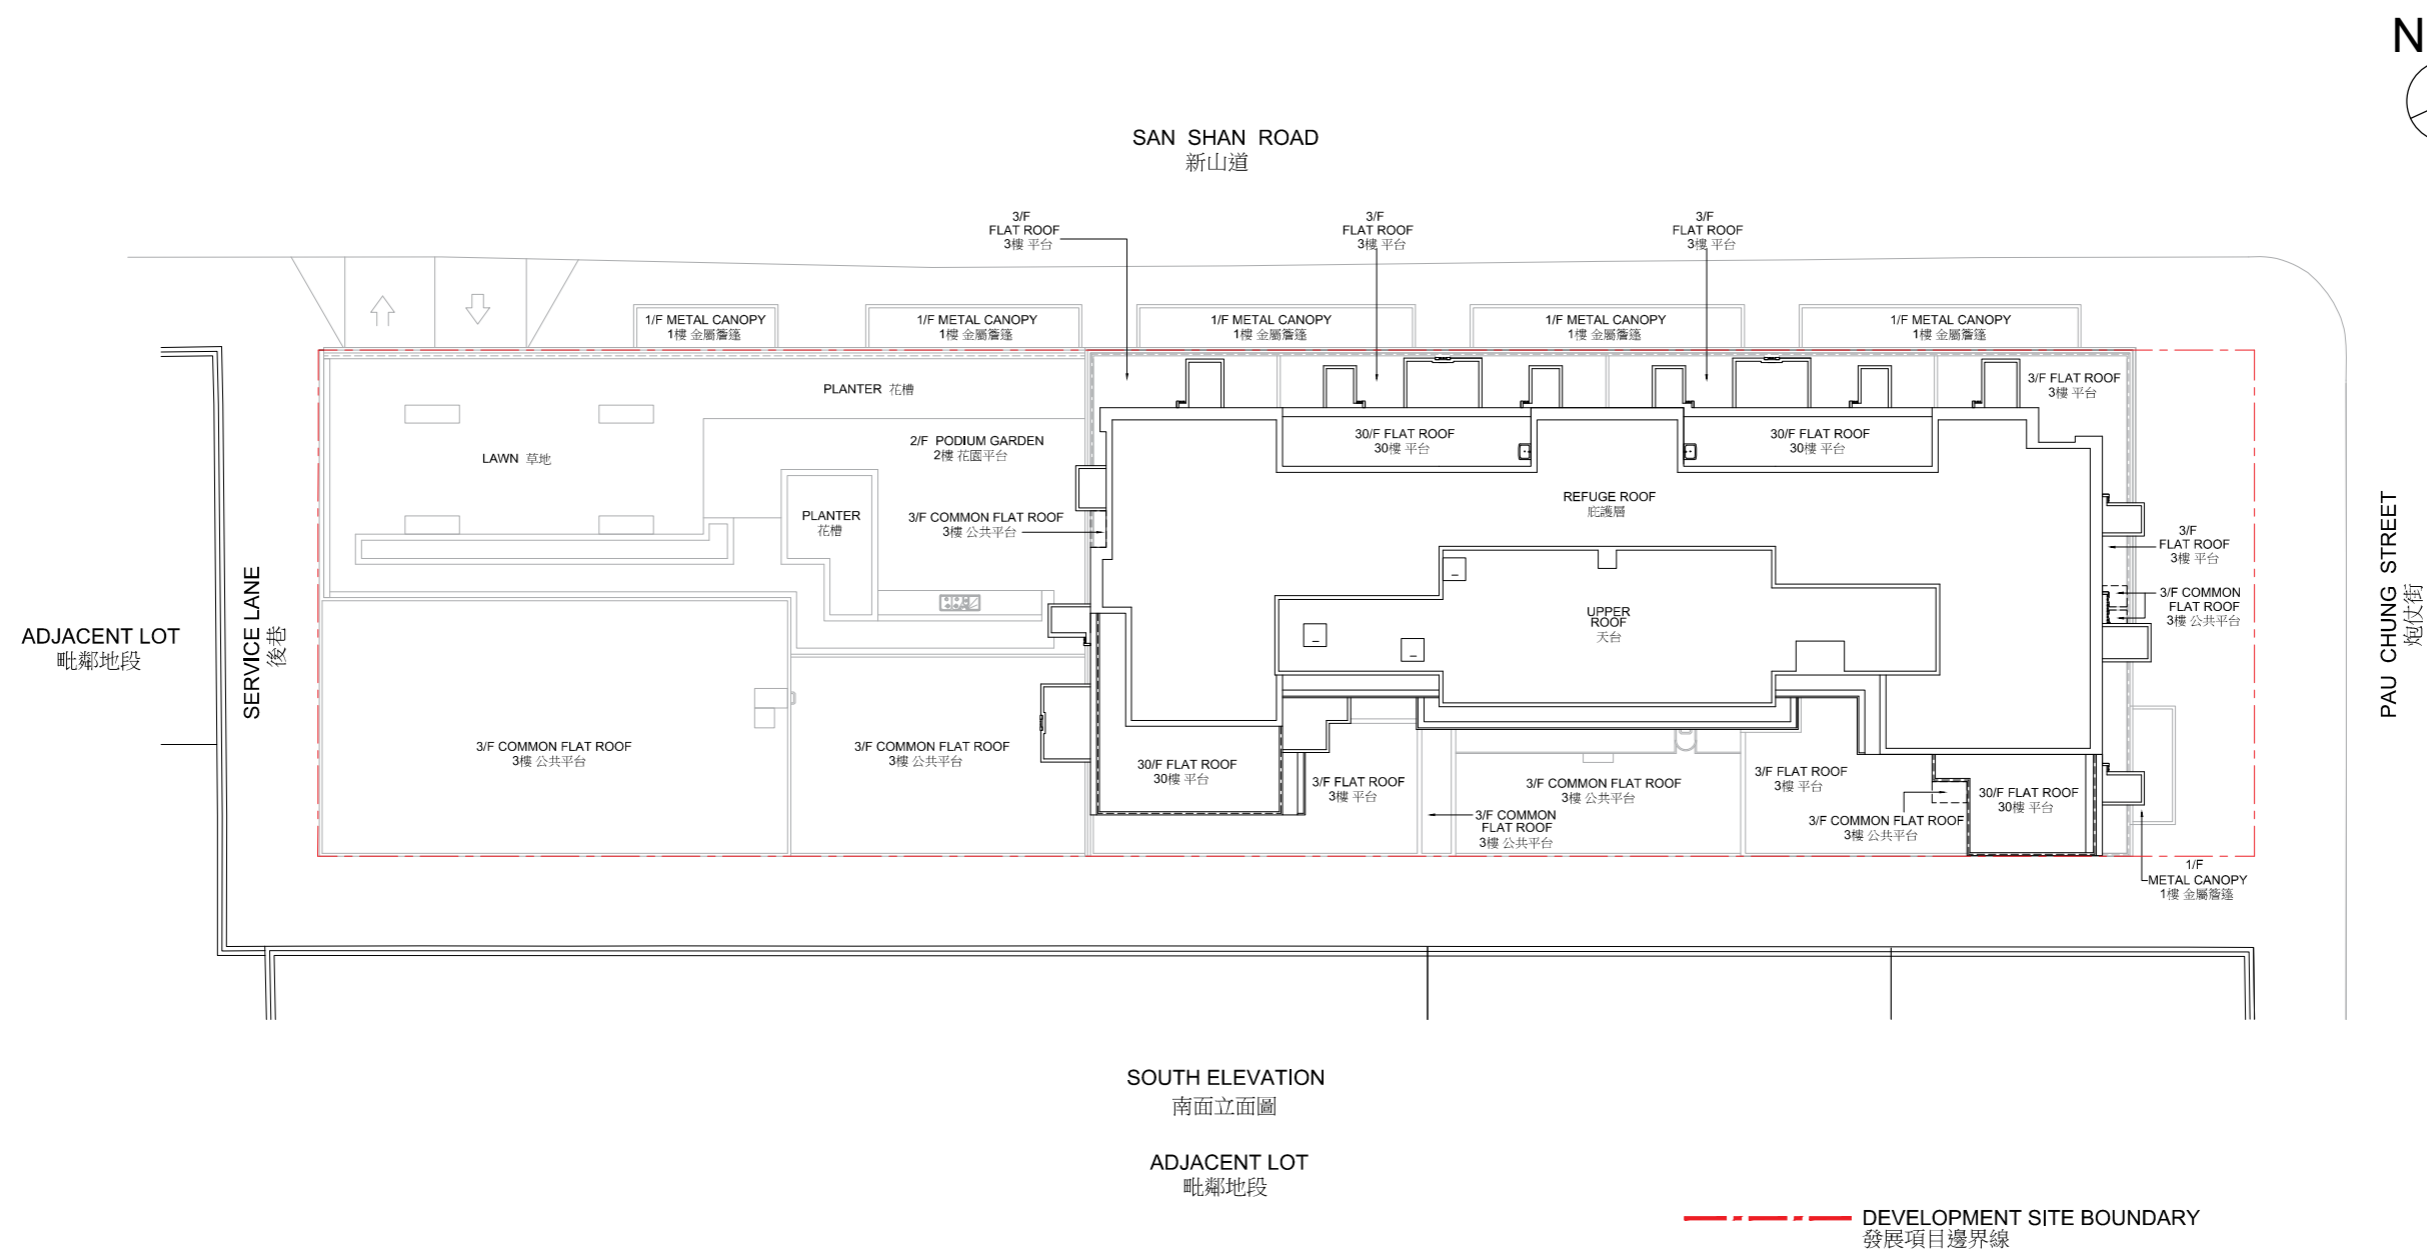 N
SAN SHAN ROAD
新山道
3/F
FLAT ROOF
3樓 平台
3/F
FLAT ROOF
3樓 平台
3/F
FLAT ROOF
3樓 平台
1/F METAL CANOPY
1樓 金屬簷篷
1/F METAL CANOPY
1樓 金屬簷篷
1/F METAL CANOPY
1樓 金屬簷篷
1/F METAL CANOPY
1樓 金屬簷篷
1/F METAL CANOPY
1樓 金屬簷篷
PLANTER 花槽
3/F FLAT ROOF
3樓 平台
LAWN 草地
2/F PODIUM GARDEN
2樓 花園平台
30/F FLAT ROOF
30樓 平台
30/F FLAT ROOF
30樓 平台
PLANTER
花槽
3/F COMMON FLAT ROOF
3樓 公共平台
REFUGE ROOF
庇護層
3/F
FLAT ROOF
3樓 平台
3/F COMMON
FLAT ROOF
3樓 公共平台
PAU CHUNG STREET
炮仗街
ADJACENT LOT
毗鄰地段
SERVICE LANE
後巷
UPPER
ROOF
天台
3/F COMMON FLAT ROOF
3樓 公共平台
3/F COMMON FLAT ROOF
3樓 公共平台
30/F FLAT ROOF
30樓 平台
3/F FLAT ROOF
3樓 平台
3/F COMMON FLAT ROOF
3樓 公共平台
3/F COMMON
FLAT ROOF
3樓 公共平台
3/F FLAT ROOF
3樓 平台
3/F COMMON FLAT ROOF
3樓 公共平台
30/F FLAT ROOF
30樓 平台
1/F
METAL CANOPY
1樓 金屬簷篷
SOUTH ELEVATION
南面立面圖
ADJACENT LOT
毗鄰地段
DEVELOPMENT SITE BOUNDARY
發展項目邊界線